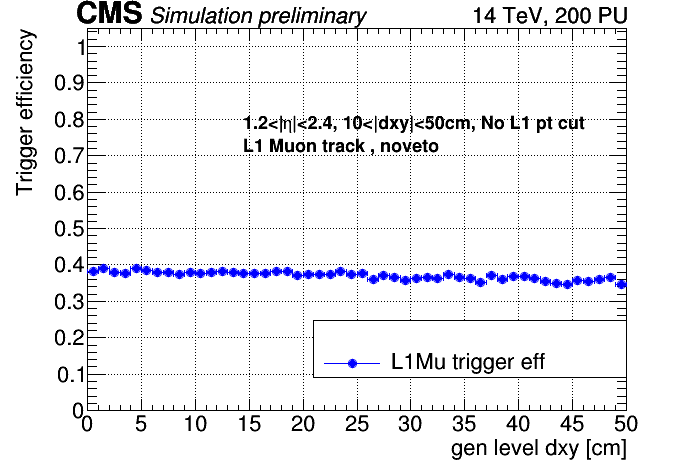 CMS Simulation preliminary 14 TeV, 200 PU
Trigger efficiency
1
0.9
0.8
0.7
0.6
0.5
0.4
0.3
0.2
0.1
0
1.2<|η|<2.4, 10<|dxy|<50cm, No L1 pt cut
L1 Muon track , noveto
L1Mu trigger eff
0 5 10 15 20 25 30 35 40 45 50
gen level dxy [cm]